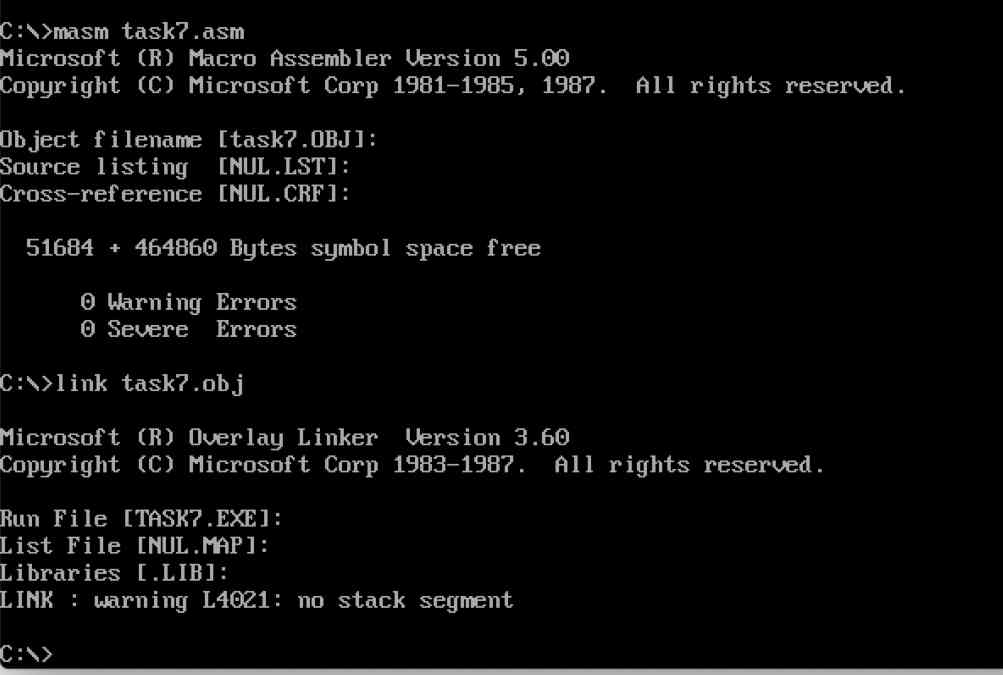 C:\>masm task7.asm
Microsoft (R) Macro Assembler Version 5.00
Copyright (C) Microsoft Corp 1981-1985, 1987.  All rights reserved.
Object filename [task7.OBJ]:
Source listing  [NUL.LST]:
Cross-reference [NUL.CRF]:
51684 + 464860 Bytes symbol space free
0 Warning Errors
0 Severe  Errors
C:\>link task7.obj
Microsoft (R) Overlay Linker  Version 3.60
Copyright (C) Microsoft Corp 1983-1987.  All rights reserved.
Run File [TASK7.EXE]:
List File [NUL.MAP]:
Libraries [.LIB]:
LINK : warning L4021: no stack segment
C:\>